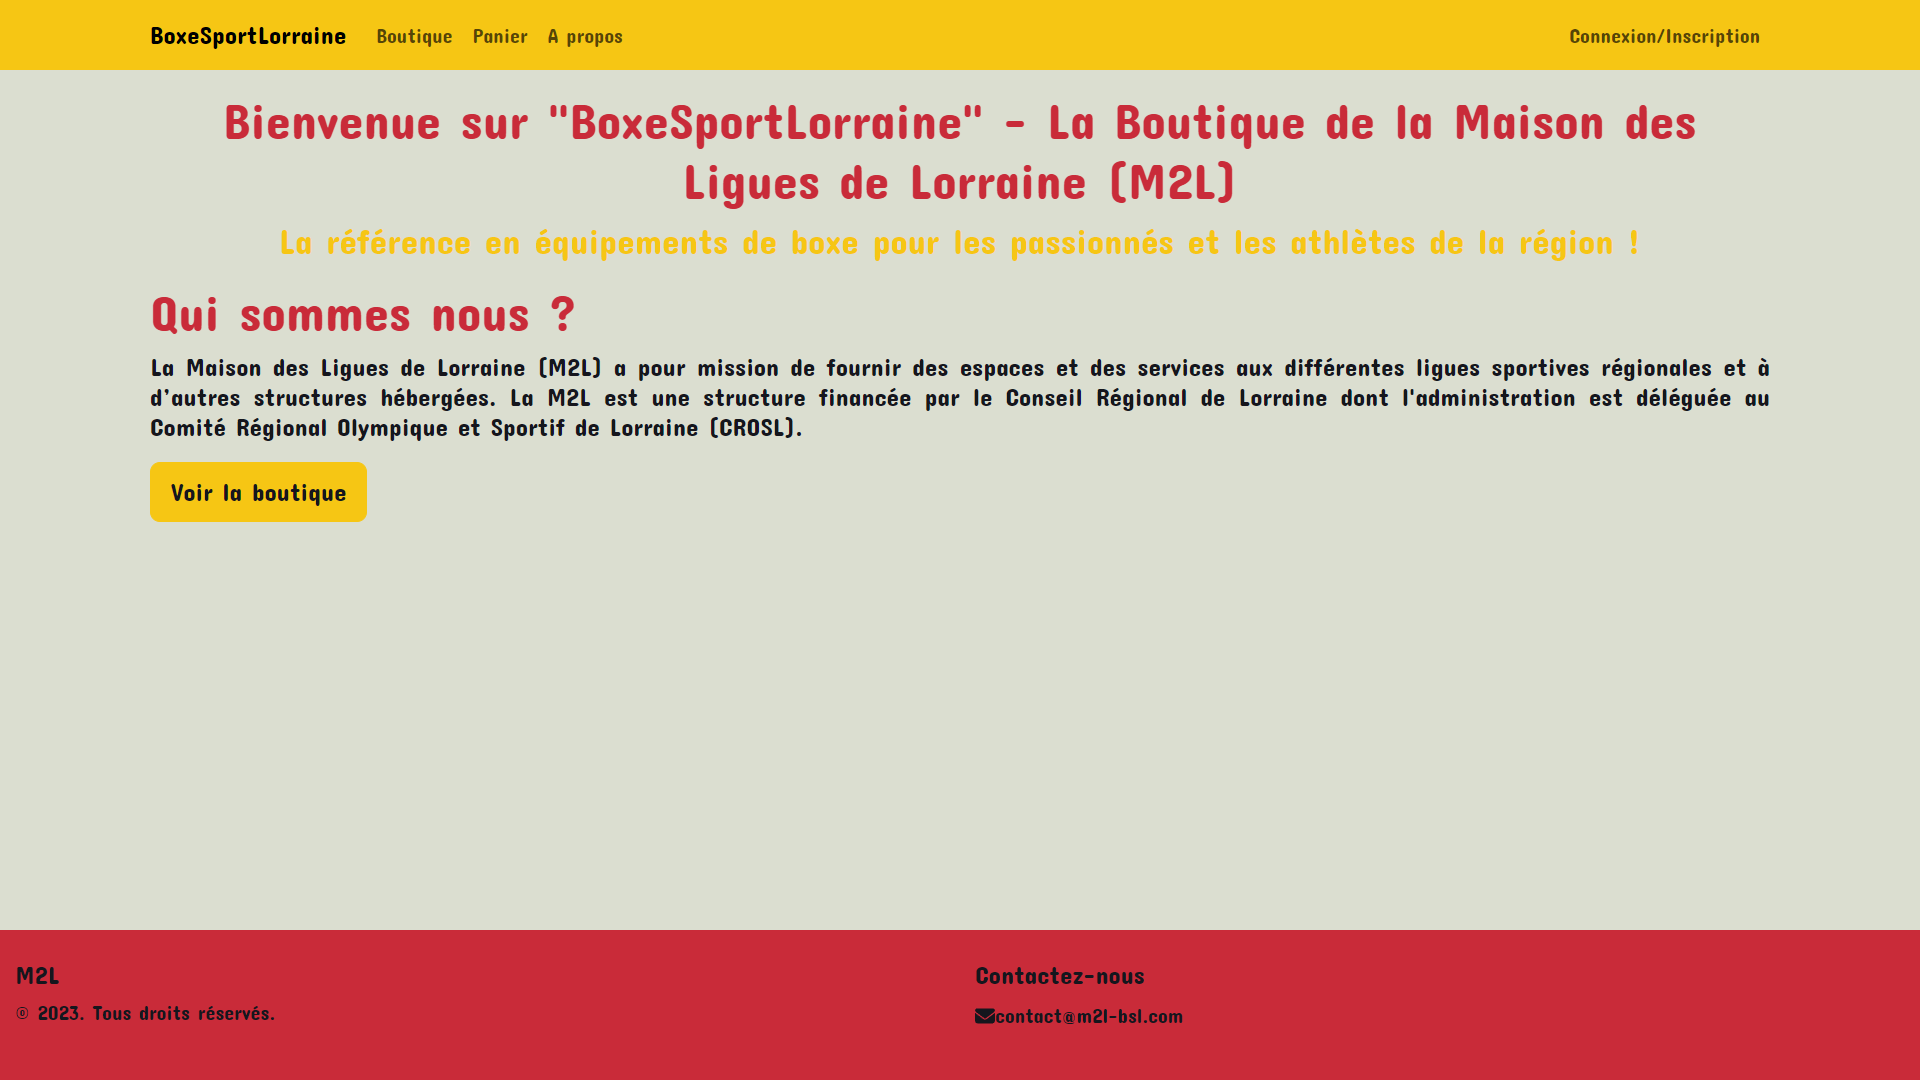 BoxeSportLorraine Boutique Panier A propos Connexion/Inscription
Bienvenue sur "BoxeSportLorraine" - La Boutique de la Maison des
Ligues de Lorraine (M2L)
La référence en équipements de boxe pour les passionnés et les athlètes de la région !
Qui sommes nous ?
La Maison des Ligues de Lorraine (M2L) a pour mission de fournir des espaces et des services aux différentes ligues sportives régionales et à
d’autres structures hébergées. La M2L est une structure financée par le Conseil Régional de Lorraine dont l'administration est déléguée au
Comité Régional Olympique et Sportif de Lorraine (CROSL).
Voir la boutique
M2L
© 2023. Tous droits réservés.
Contactez-nous
contact@m2l-bsl.com